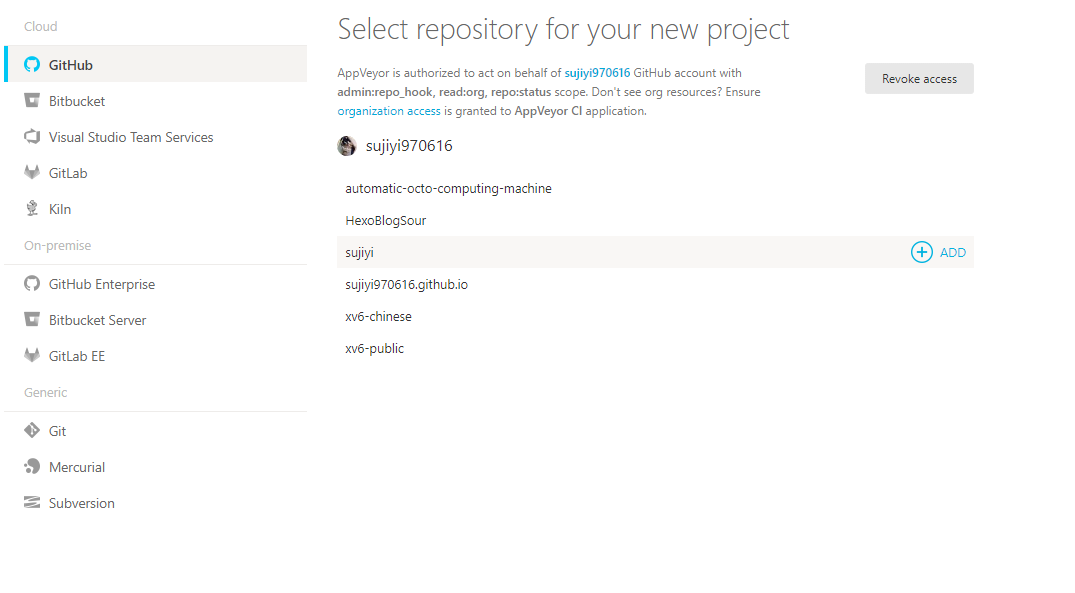 Cloud
GitHub
Bitbucket
Visual Studio Team Services
GitLab
Kiln
On-premise
GitHub Enterprise
Bitbucket Server
GitLab EE
Generic
Git
Mercurial
Subversion
Select repository for your new project
AppVeyor is authorized to act on behalf of sujiyi970616 GitHub account with
admin:repo_hook, read:org, repo:status scope. Don't see org resources? Ensure
organization access is granted to AppVeyor CI application.
Revoke access
sujiyi970616
automatic-octo-computing-machine
HexoBlogSour
sujiyi ADD
sujiyi970616.github.io
xv6-chinese
xv6-public